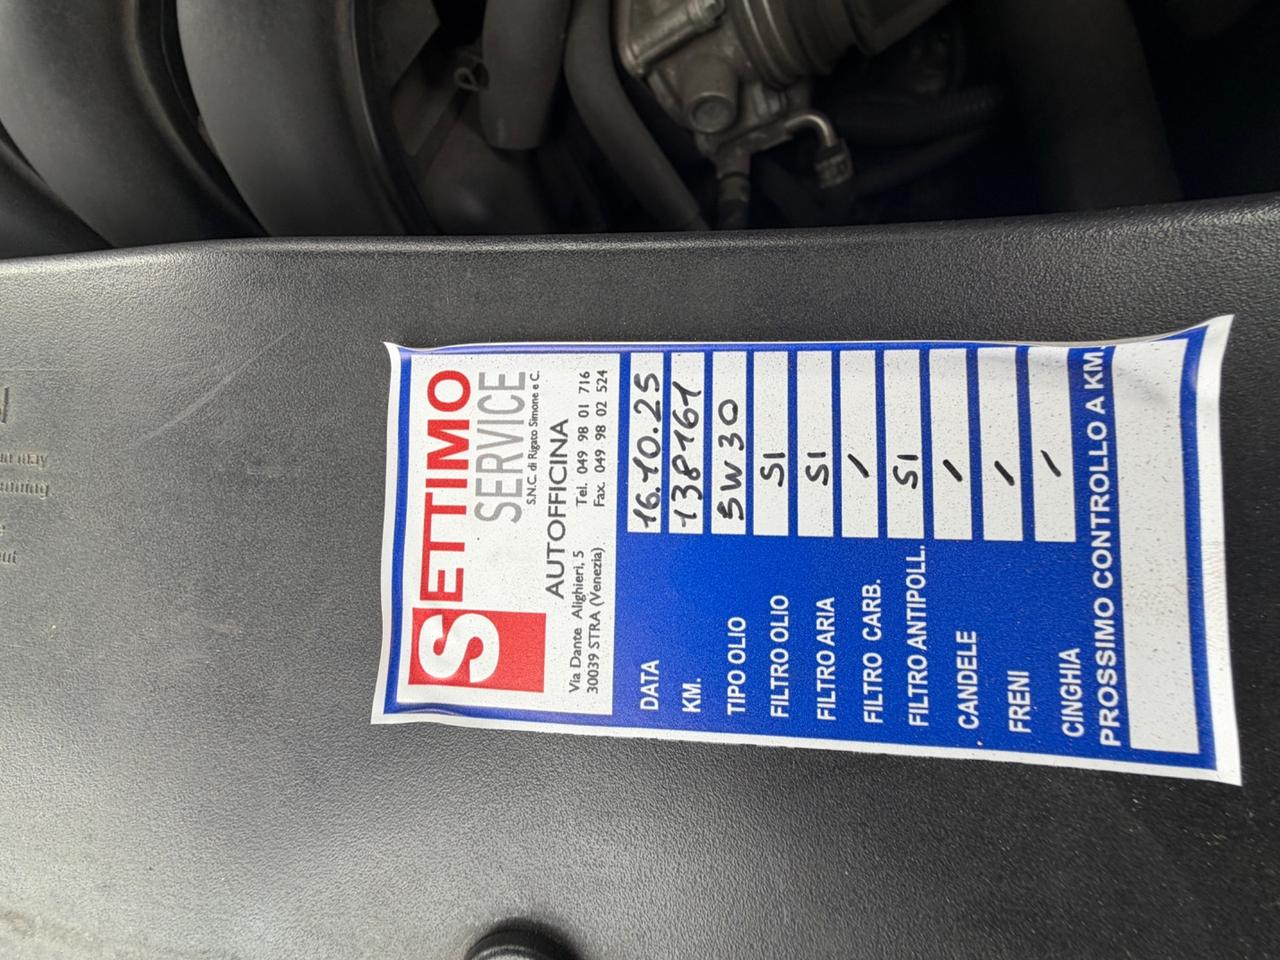 SETTIMO
SERVICE
S.N.C. di Rigato Simone e C.
AUTOFFICINA
Via Dante Alighieri, 5 Tel. 049 98 01 716
30039 STRA (Venezia) Fax. 049 98 02 524
DATA 16.10.25
KM. 138161
TIPO OLIO 5W30
FILTRO OLIO SI
FILTRO ARIA SI
FILTRO CARB. /
FILTRO ANTIPOLL. SI
CANDELE /
FRENI /
CINGHIA /
PROSSIMO CONTROLLO A KM.